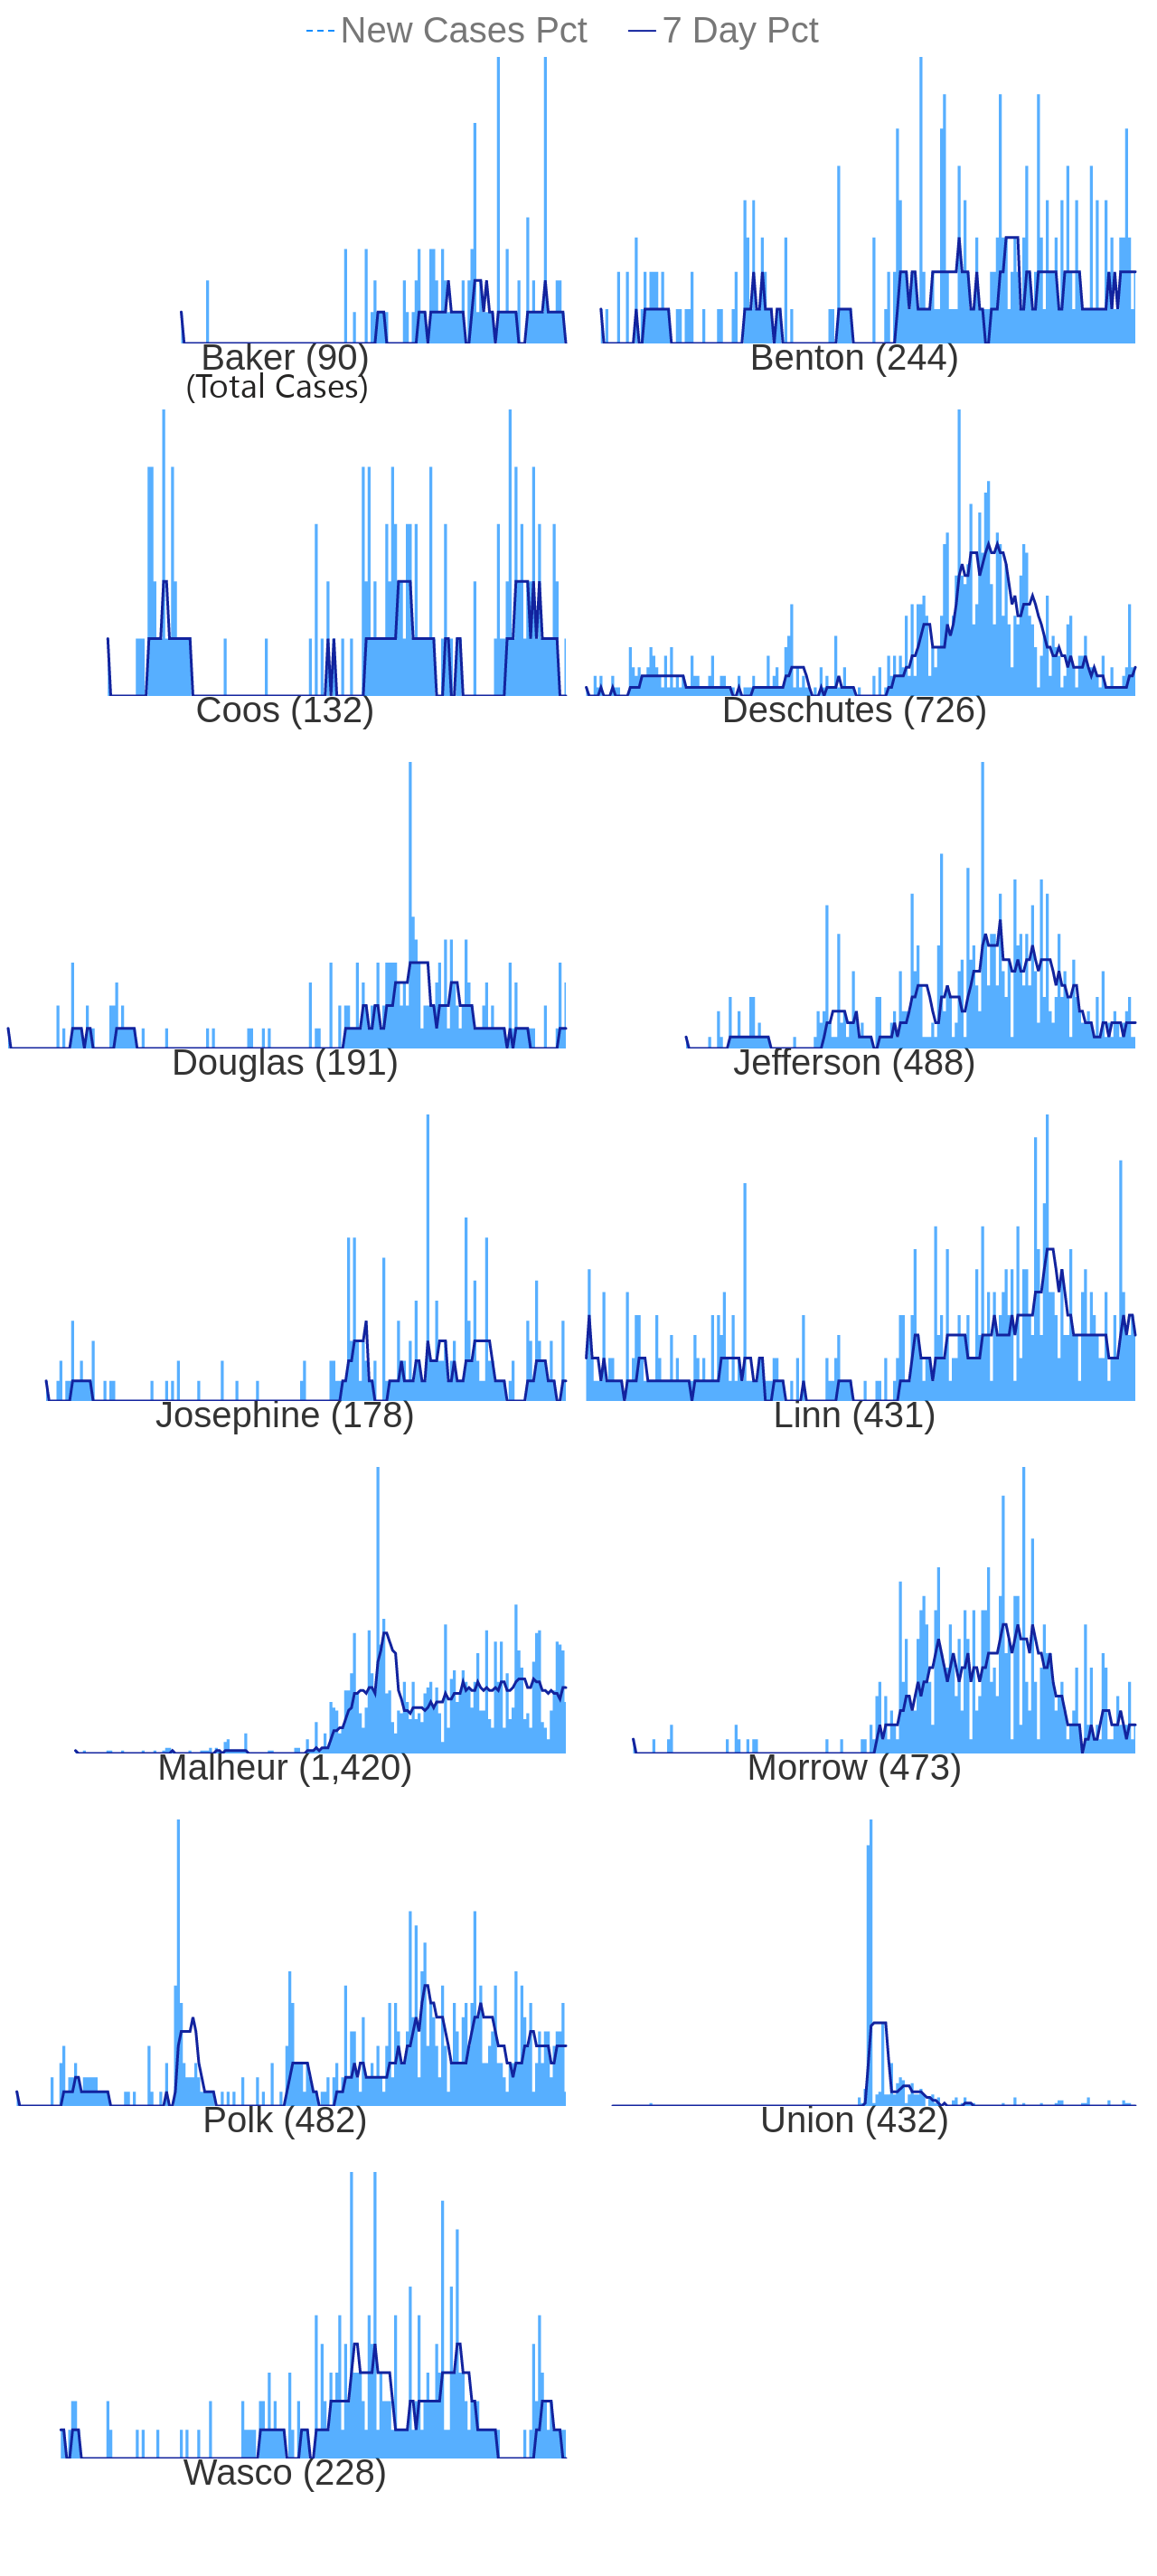 New Cases Pct 7 Day Pct
Baker (90) Benton (244)
(Total Cases)
Coos (132) Deschutes (726)
Douglas (191) Jefferson (488)
Josephine (178) Linn (431)
Malheur (1,420) Morrow (473)
Polk (482) Union (432)
Wasco (228)